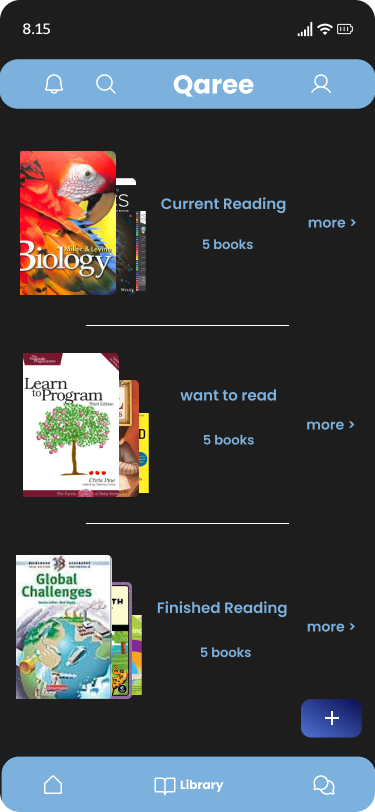 8.15
Qaree
Miller & Levine
Biology
Current Reading
5 books
more >
Learn
to Program
Third Edition
Chris Pine
want to read
5 books
more >
Global
Challenges
Finished Reading
5 books
more >
+
Library